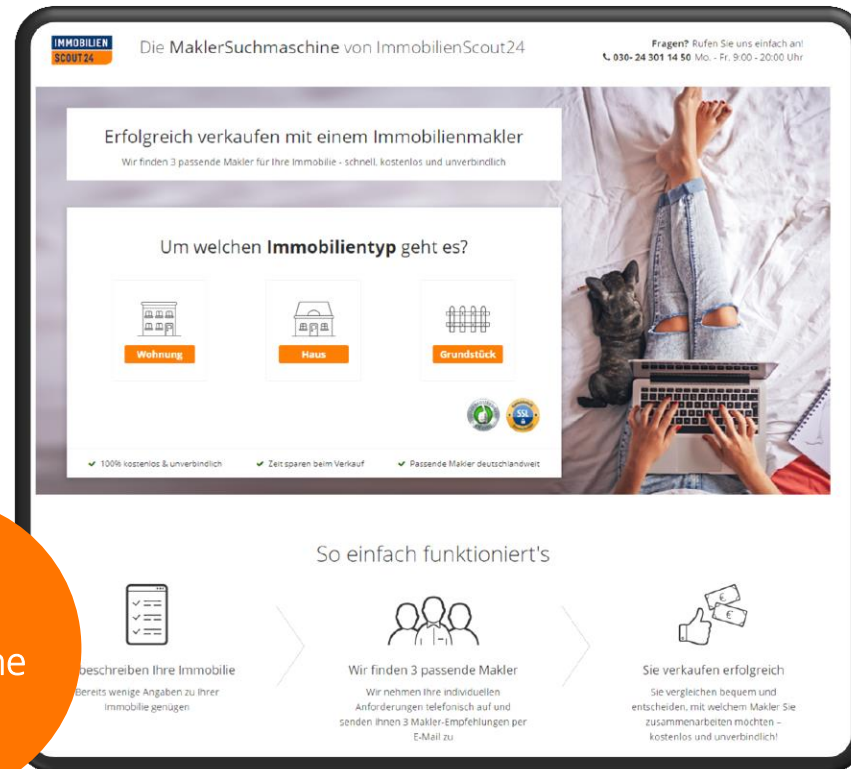 IMMOBILIEN
SCOUT24
Die MaklerSuchmaschine von ImmobilienScout24
Fragen? Rufen Sie uns einfach an!
030- 24 301 14 50 Mo. - Fr. 9:00 - 20:00 Uhr
Erfolgreich verkaufen mit einem Immobilienmakler
Wir finden 3 passende Makler für Ihre Immobilie - schnell, kostenlos und unverbindlich
Um welchen Immobilientyp geht es?
Wohnung
Haus
Grundstück
SSL
100% kostenlos & unverbindlich
Zeit sparen beim Verkauf
Passende Makler deutschlandweit
So einfach funktioniert's
beschreiben Ihre Immobilie
Bereits wenige Angaben zu Ihrer
Immobilie genügen
Wir finden 3 passende Makler
Wir nehmen Ihre individuellen
Anforderungen telefonisch auf und
senden Ihnen 3 Makler-Empfehlungen per
E-Mail zu
Sie verkaufen erfolgreich
Sie vergleichen bequem und
entscheiden, mit welchem Makler Sie
zusammenarbeiten möchten –
kostenlos und unverbindlich!